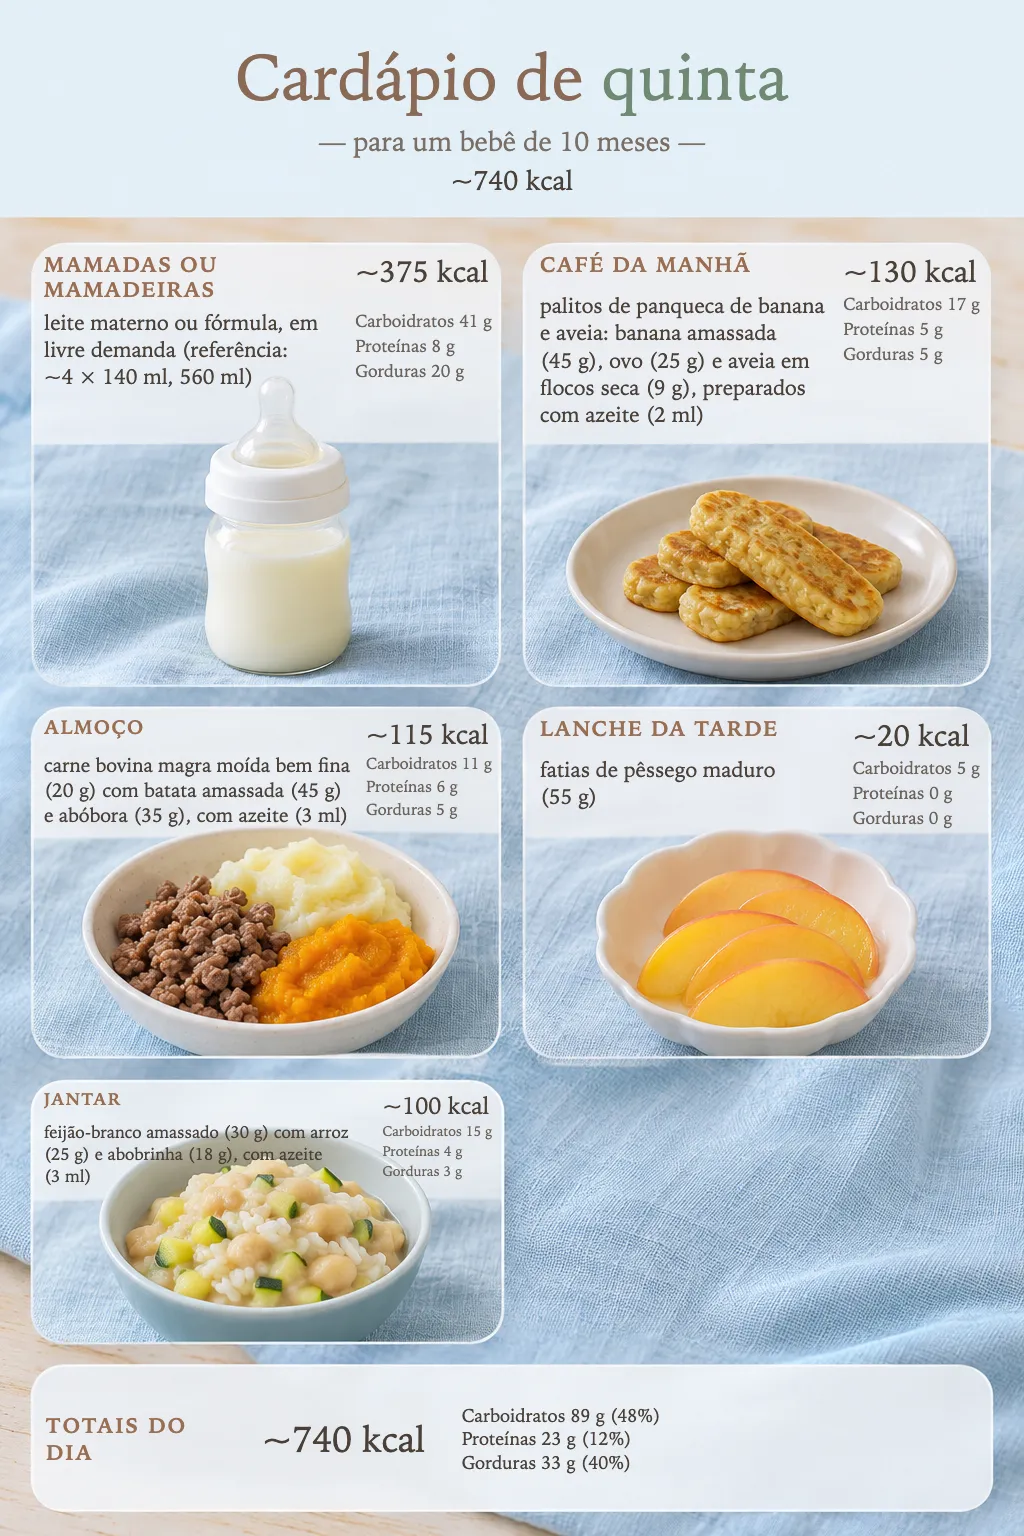 Cardápio de quinta
— para um bebê de 10 meses —
~740 kcal
MAMADAS OU
MAMADEIRAS
leite materno ou fórmula, em
livre demanda (referência:
~4 × 140 ml, 560 ml)
~375 kcal
Carboidratos 41 g
Proteínas 8 g
Gorduras 20 g
CAFÉ DA MANHÃ
palitos de panqueca de banana
e aveia: banana amassada
(45 g), ovo (25 g) e aveia em
flocos seca (9 g), preparados
com azeite (2 ml)
~130 kcal
Carboidratos 17 g
Proteínas 5 g
Gorduras 5 g
ALMOÇO
carne bovina magra moída bem fina
(20 g) com batata amassada (45 g)
e abóbora (35 g), com azeite (3 ml)
~115 kcal
Carboidratos 11 g
Proteínas 6 g
Gorduras 5 g
LANCHE DA TARDE
fatias de pêssego maduro
(55 g)
~20 kcal
Carboidratos 5 g
Proteínas 0 g
Gorduras 0 g
JANTAR
feijão-branco amassado (30 g) com arroz
(25 g) e abobrinha (18 g), com azeite
(3 ml)
~100 kcal
Carboidratos 15 g
Proteínas 4 g
Gorduras 3 g
TOTAIS DO
DIA
~740 kcal
Carboidratos 89 g (48%)
Proteínas 23 g (12%)
Gorduras 33 g (40%)